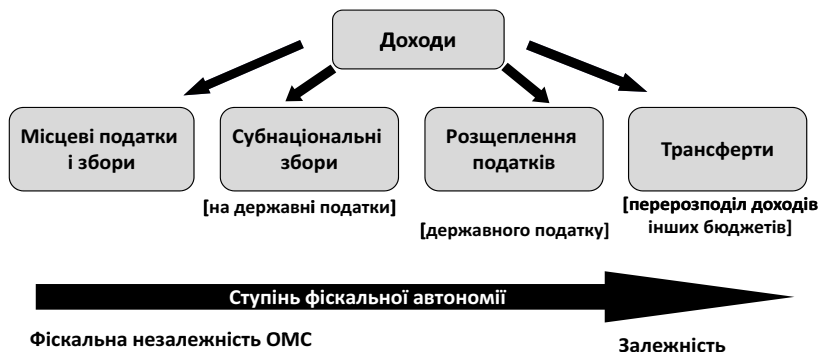 Доходи
Місцеві податки
і збори
Субнаціональні
збори
Розщеплення
податків
Трансферти
[на державні податки]
[державного податку]
[перерозподіл доходів
інших бюджетів]
Ступінь фіскальної автономії
Фіскальна незалежність ОМС
Залежність